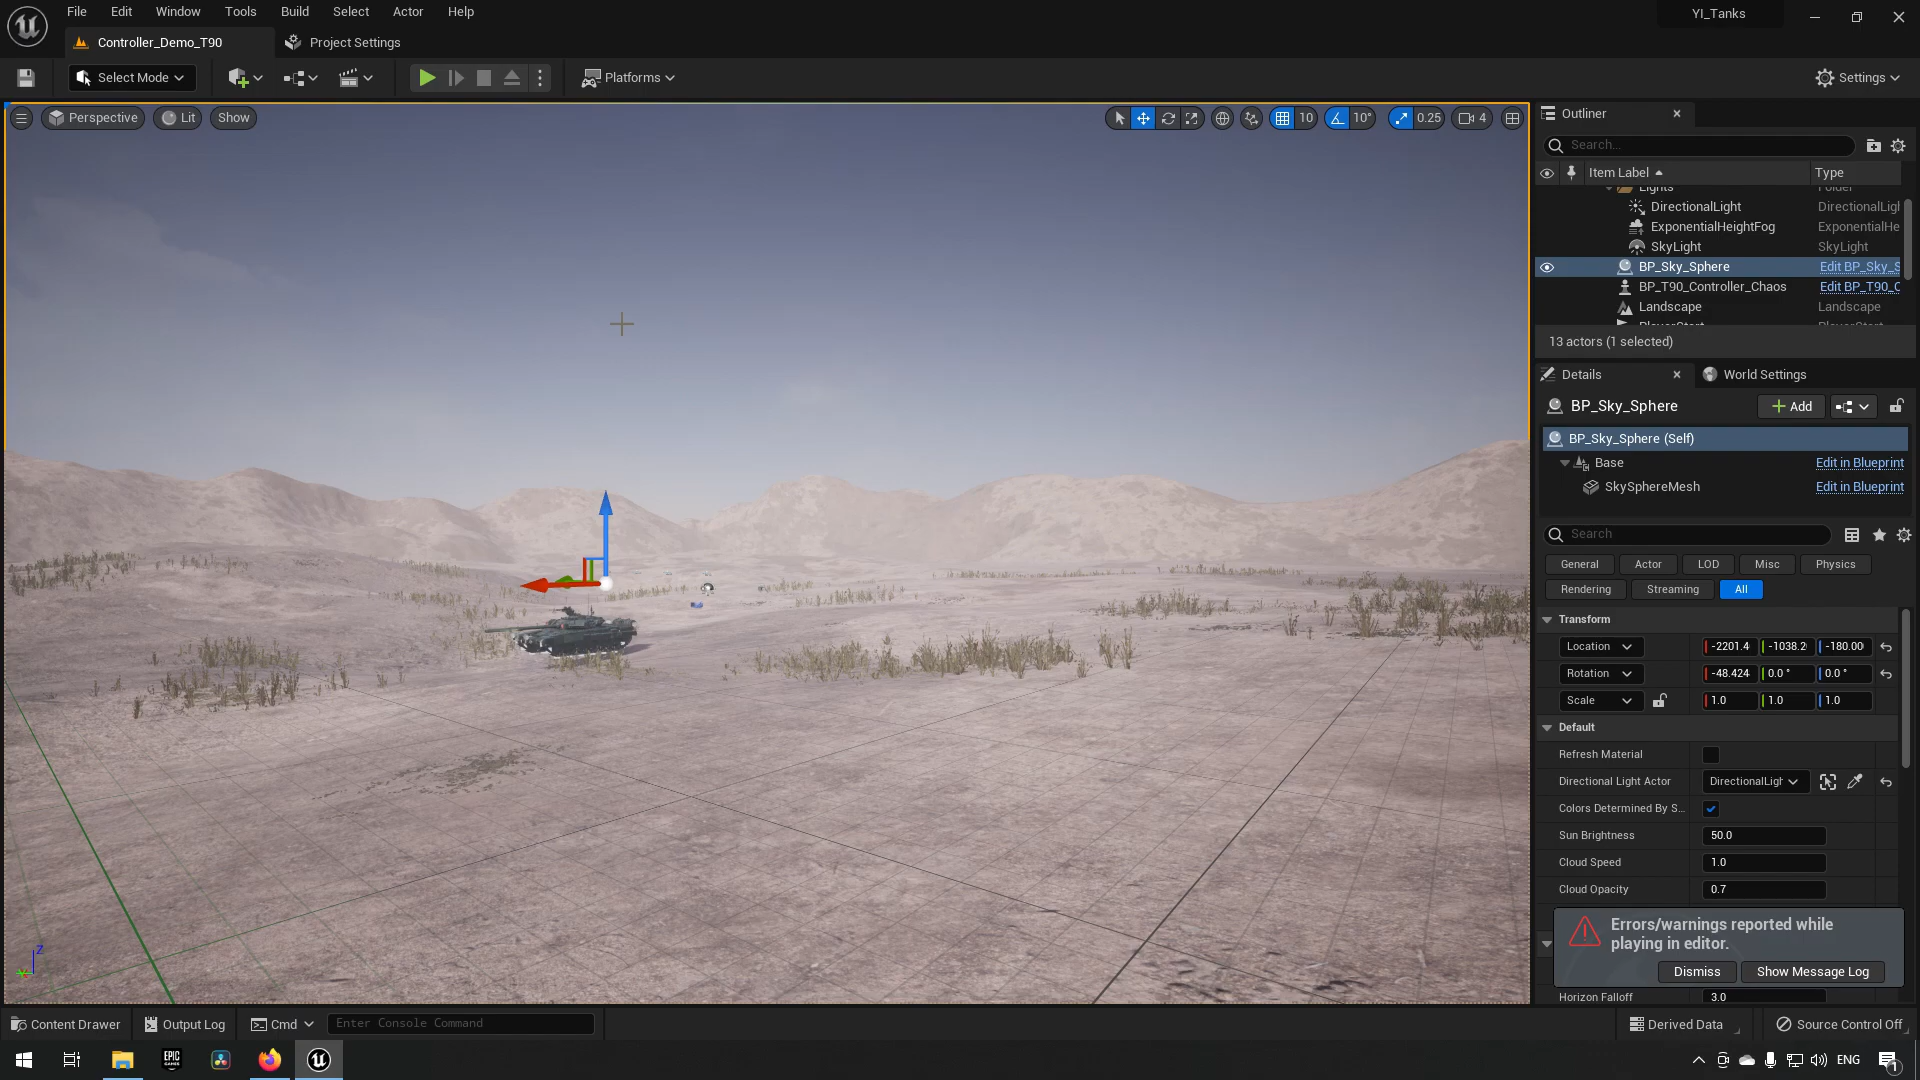 File Edit Window Tools Build Select Actor Help
YI_Tanks
Controller_Demo_T90
Project Settings
Select Mode
Platforms
Settings
Perspective
Lit
Show
10
10°
0.25
4
Outliner
Search...
Item Label
Type
Lights
Folder
DirectionalLight
DirectionalLigl
ExponentialHeightFog
ExponentialHe
SkyLight
SkyLight
BP_Sky_Sphere
Edit BP_Sky_S
BP_T90_Controller_Chaos
Edit BP_T90_C
Landscape
Landscape
13 actors (1 selected)
Details
World Settings
BP_Sky_Sphere
Add
BP_Sky_Sphere (Self)
Base
Edit in Blueprint
SkySphereMesh
Edit in Blueprint
Search
General
Actor
LOD
Misc
Physics
Rendering
Streaming
All
Transform
Location
-2201.4
-1038.2
-180.00
Rotation
-48.424
0.0 °
0.0 °
Scale
1.0
1.0
1.0
Default
Refresh Material
Directional Light Actor
DirectionalLigh
Colors Determined By S...
Sun Brightness
50.0
Cloud Speed
1.0
Cloud Opacity
0.7
Errors/warnings reported while
playing in editor.
Dismiss
Show Message Log
Horizon Falloff
3.0
Z
Y
Content Drawer
Output Log
Cmd
Enter Console Command
Derived Data
Source Control Off
EPIC
GAMES
ENG
1